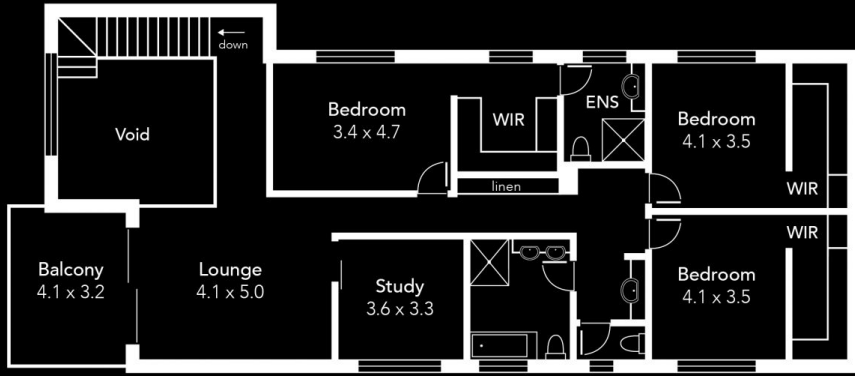 down
Void
Bedroom
3.4 x 4.7
WIR
ENS
Bedroom
4.1 x 3.5
WIR
linen
WIR
Balcony
4.1 x 3.2
Lounge
4.1 x 5.0
Study
3.6 x 3.3
Bedroom
4.1 x 3.5